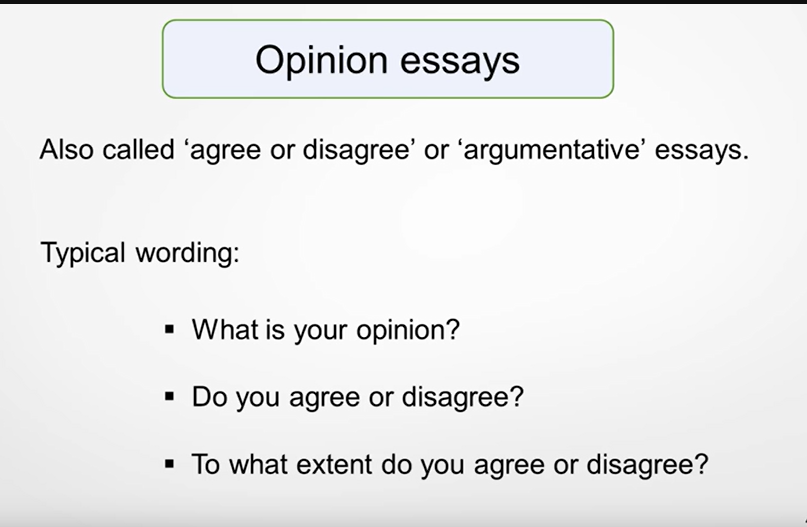 Opinion essays
Also called ‘agree or disagree’ or ‘argumentative’ essays.
Typical wording:
▪ What is your opinion?
▪ Do you agree or disagree?
▪ To what extent do you agree or disagree?